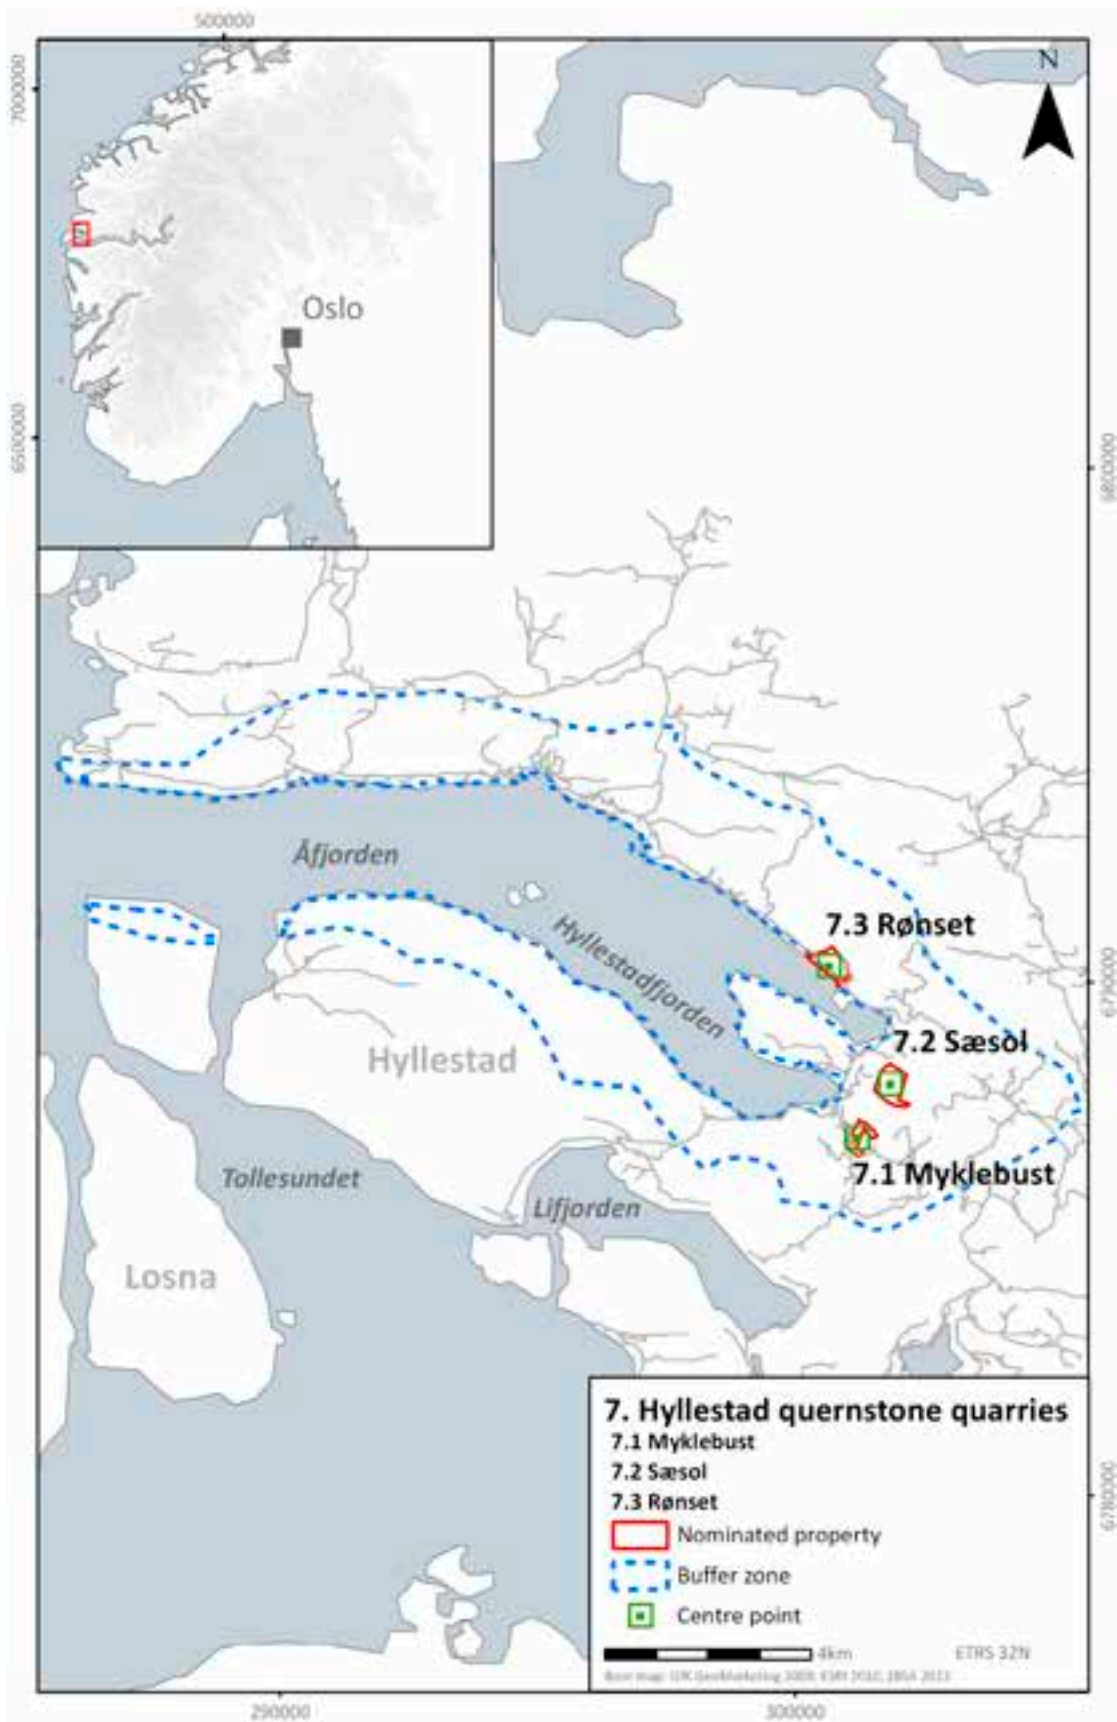 500000
7000000
N
Oslo
6500000
6800000
Åfjorden
7.3 Rønset
Hyllestadfjorden
6790000
7.2 Sæsol
Hyllestad
7.1 Myklebust
Tollesundet
Lifjorden
Losna
7. Hyllestad quernstone quarries
7.1 Myklebust
7.2 Sæsol
7.3 Rønset
Nominated property
Buffer zone
Centre point
6780000
4km
ETRS 32N
Base map:
290000
300000